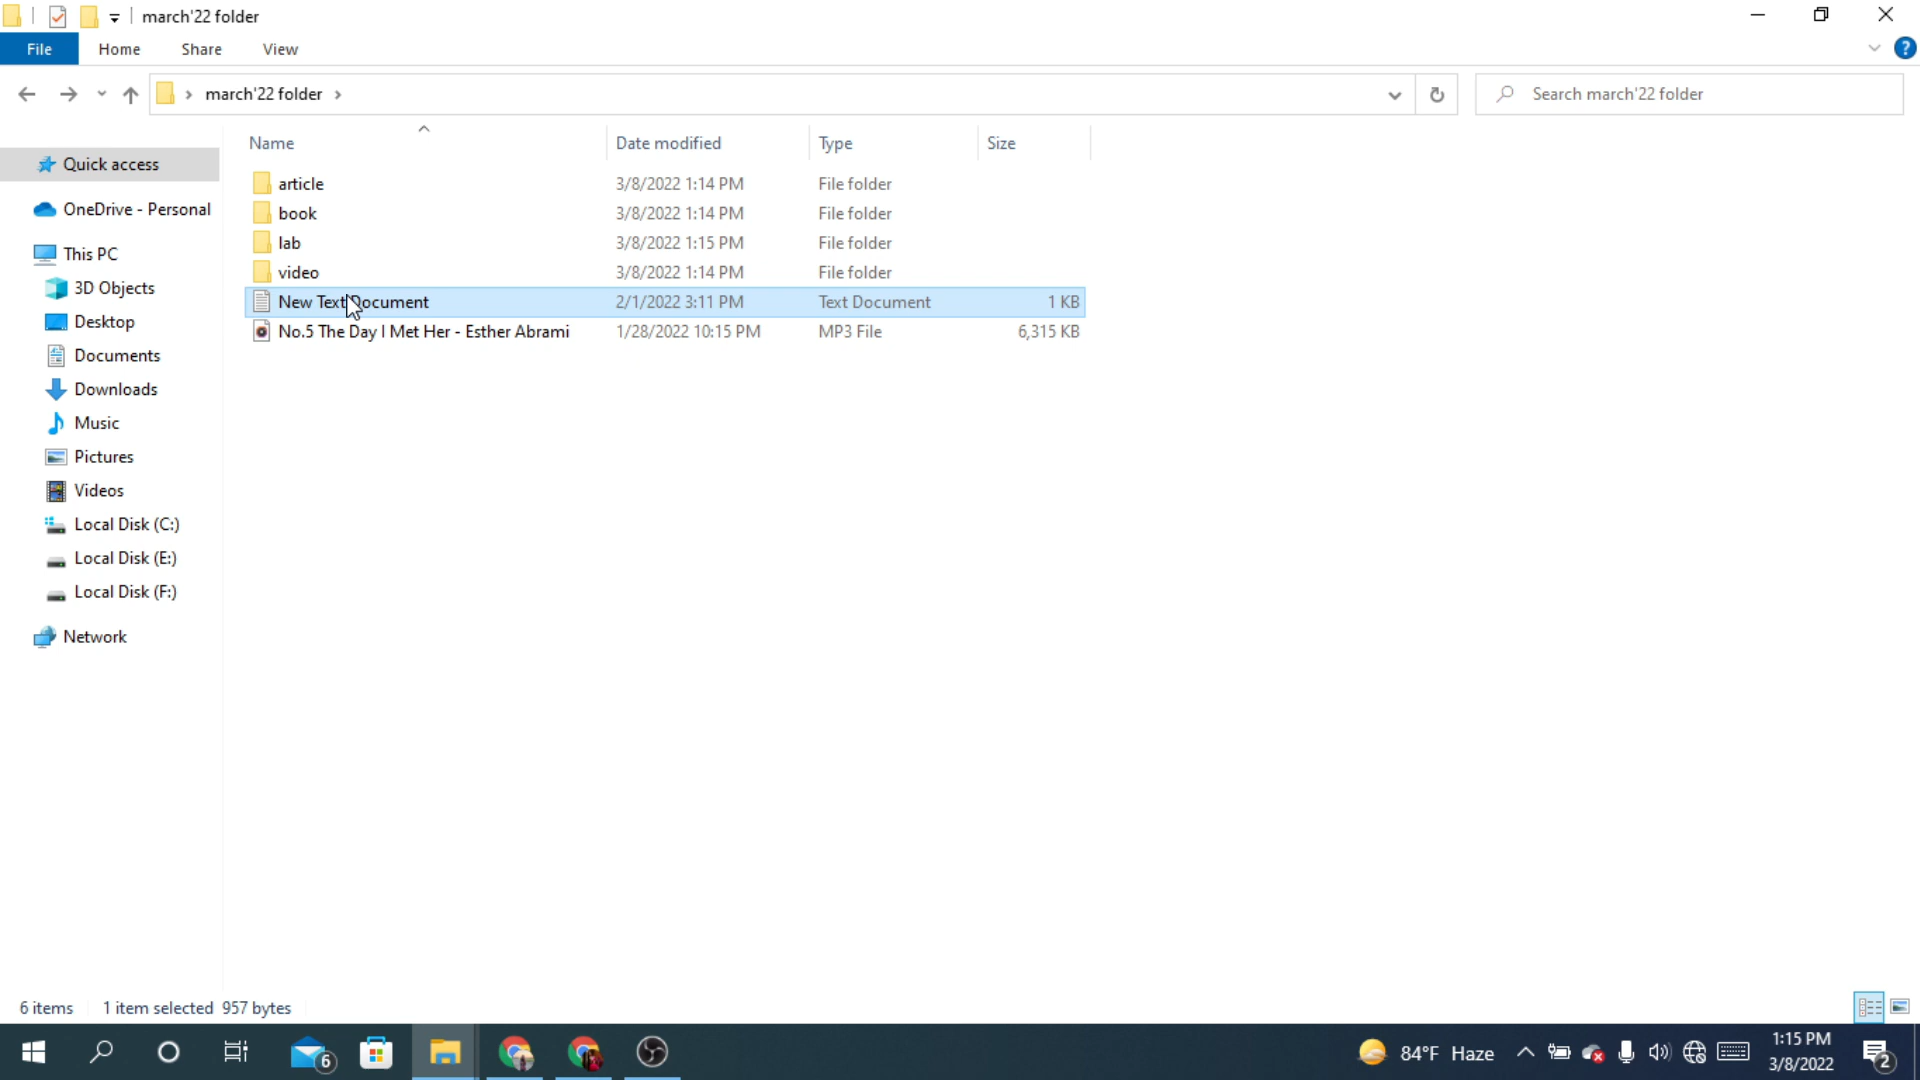 march'22 folder
File Home Share View
march'22 folder
Search march'22 folder
Name Date modified Type Size
Quick access
OneDrive - Personal
This PC
3D Objects
Desktop
Documents
Downloads
Music
Pictures
Videos
Local Disk (C:)
Local Disk (E:)
Local Disk (F:)
Network
article 3/8/2022 1:14 PM File folder
book 3/8/2022 1:14 PM File folder
lab 3/8/2022 1:15 PM File folder
video 3/8/2022 1:14 PM File folder
New Text Document 2/1/2022 3:11 PM Text Document 1 KB
No.5 The Day I Met Her - Esther Abrami 1/28/2022 10:15 PM MP3 File 6,315 KB
6 items 1 item selected 957 bytes
6
84°F Haze
1:15 PM
3/8/2022
2